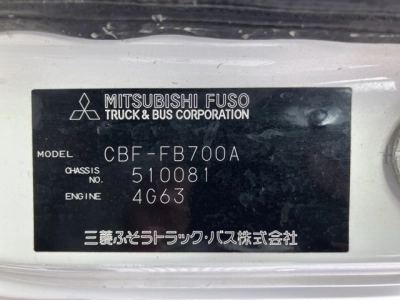 MITSUBISHI FUSO
TRUCK & BUS CORPORATION
MODEL CBF-FB700A
CHASSIS NO. 510081
ENGINE 4G63
三菱ふそうトラック・バス株式会社